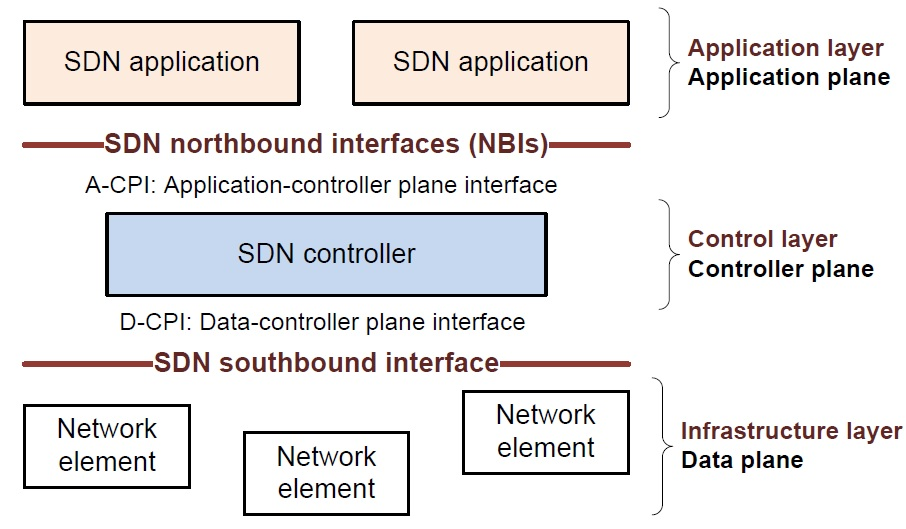 SDN application
SDN application
Application layer
Application plane
SDN northbound interfaces (NBIs)
A-CPI: Application-controller plane interface
SDN controller
Control layer
Controller plane
D-CPI: Data-controller plane interface
SDN southbound interface
Network
element
Network
element
Network
element
Infrastructure layer
Data plane